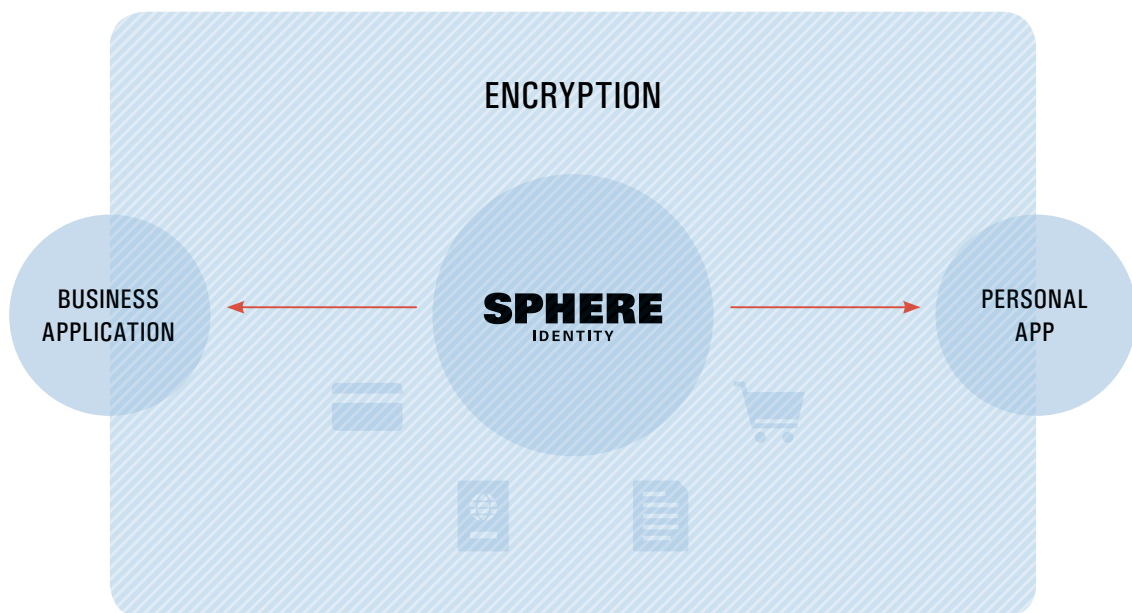 ENCRYPTION
BUSINESS
APPLICATION
SPHERE
IDENTITY
PERSONAL
APP